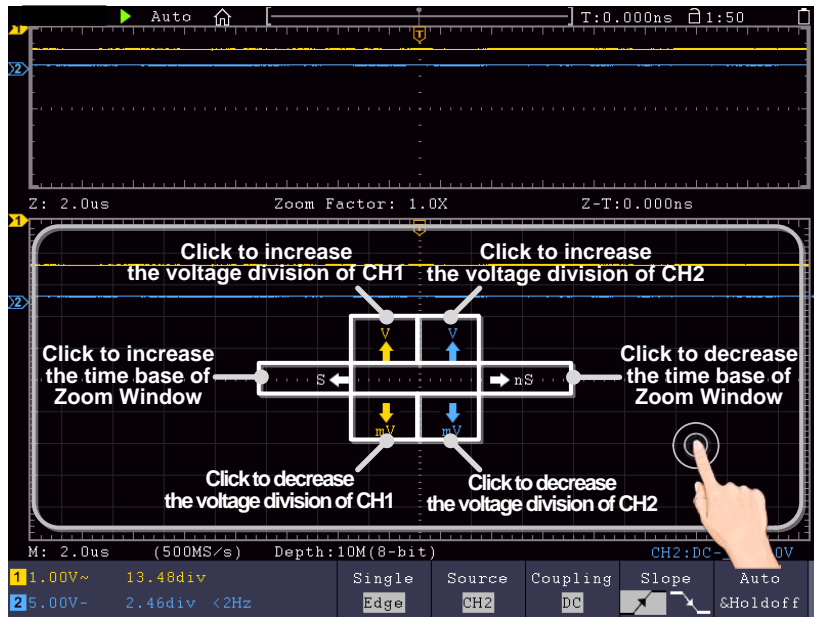 Auto T:0.000ns 1:50
T
1
2
Z: 2.0us Zoom Factor: 1.0X Z-T:0.000ns
1
Click to increase
the voltage division of CH1
Click to increase
the voltage division of CH2
2
V V
Click to increase
the time base of
Zoom Window
S nS
Click to decrease
the time base of
Zoom Window
mV mV
Click to decrease
the voltage division of CH1
Click to decrease
the voltage division of CH2
M: 2.0us (500MS/s) Depth:10M(8-bit) CH2:DC-
1 1.00V~ 13.48div
2 5.00V- 2.46div <2Hz
Single
Edge
Source
CH2
Coupling
DC
Slope
Auto
&Holdoff